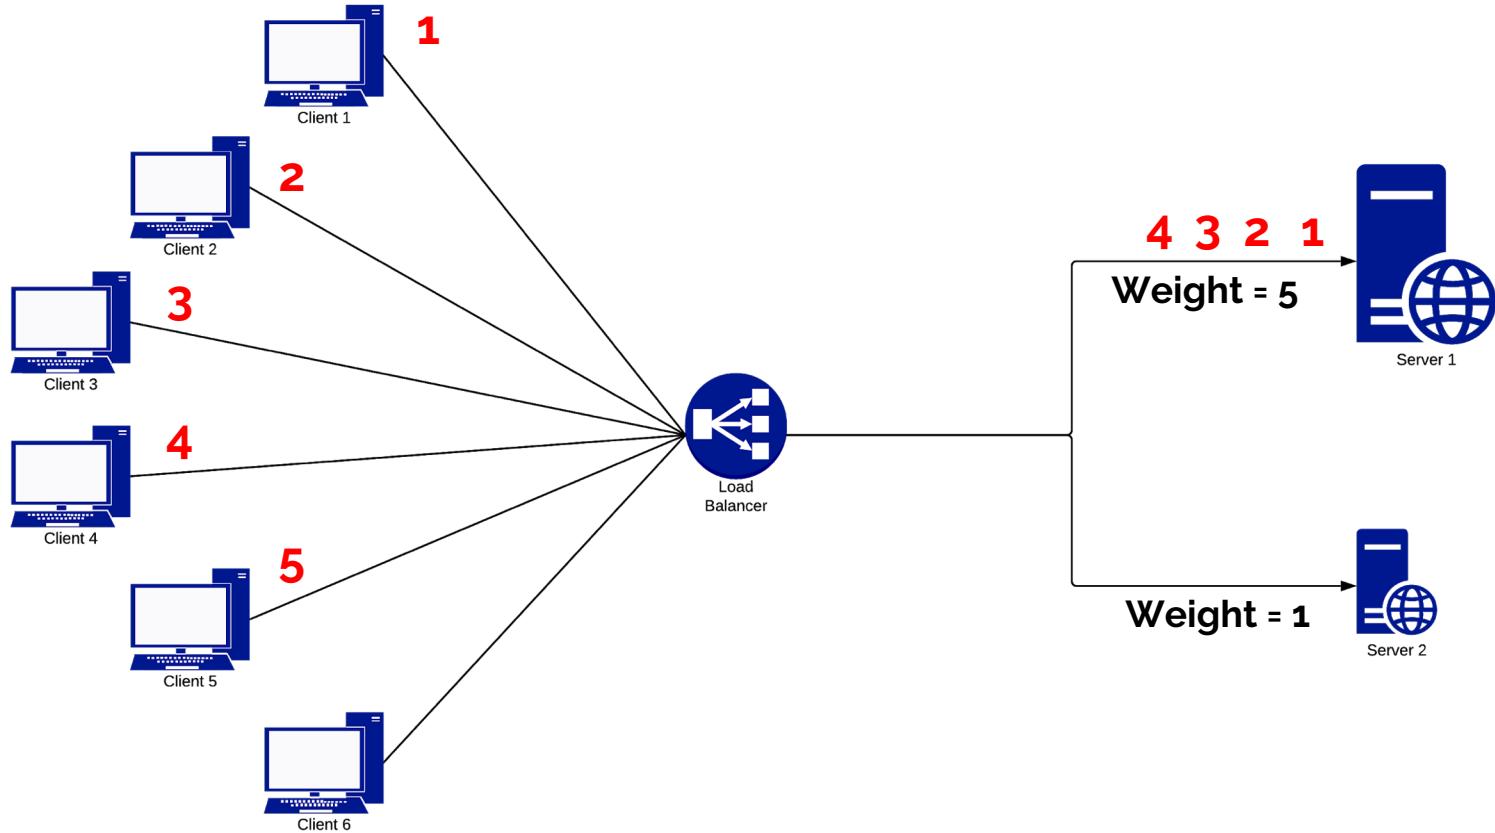 1
Client 1
2
Client 2
3
Client 3
4
Client 4
5
Client 5
Client 6
Load
Balancer
4 3 2 1
Weight = 5
Server 1
Weight = 1
Server 2